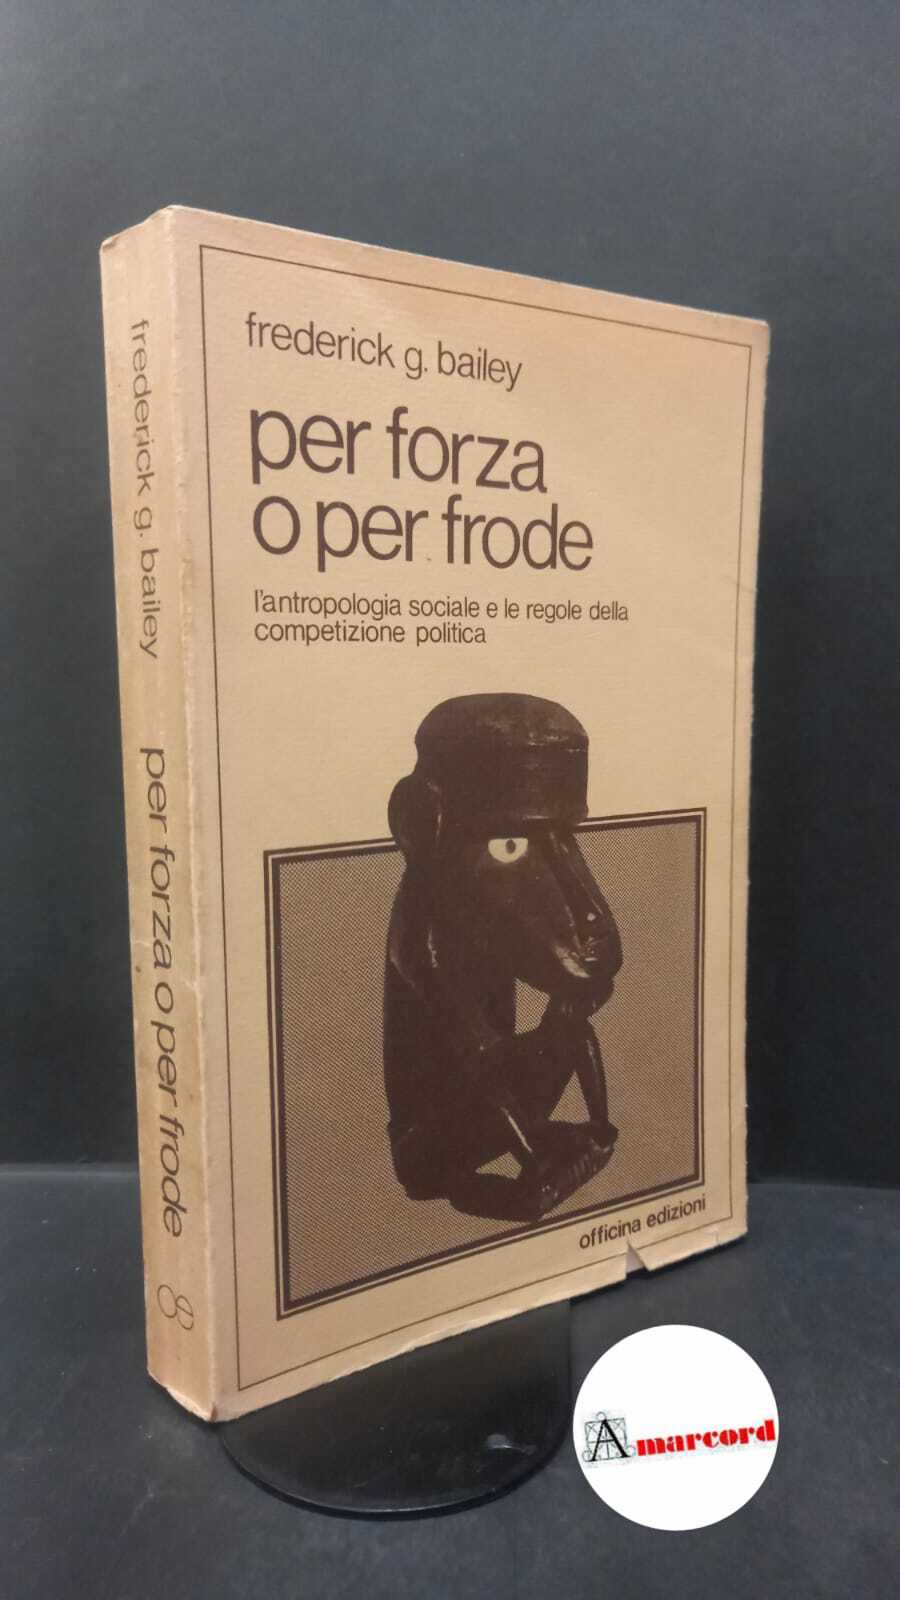 frederick g. bailey
per forza
o per frode
l'antropologia sociale e le regole della
competizione politica
officina edizioni
frederick g. bailey
per forza o per frode
Amarcord